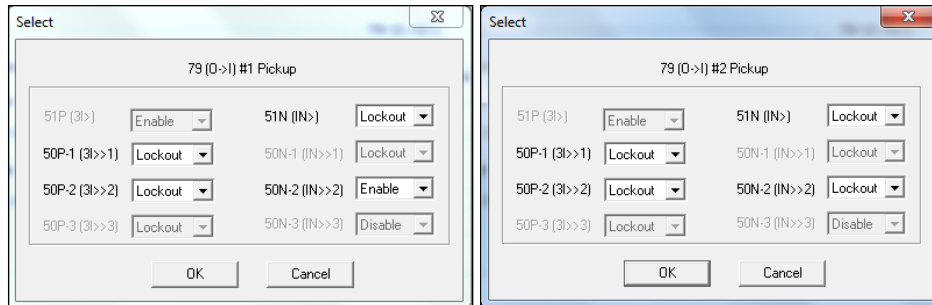 Select
79 (O->I) #1 Pickup
51P (3I>) Enable 51N (IN>) Lockout
50P-1 (3I>>1) Lockout 50N-1 (IN>>1) Lockout
50P-2 (3I>>2) Lockout 50N-2 (IN>>2) Enable
50P-3 (3I>>3) Lockout 50N-3 (IN>>3) Disable
OK Cancel
Select
79 (O->I) #2 Pickup
51P (3I>) Enable 51N (IN>) Lockout
50P-1 (3I>>1) Lockout 50N-1 (IN>>1) Lockout
50P-2 (3I>>2) Lockout 50N-2 (IN>>2) Lockout
50P-3 (3I>>3) Lockout 50N-3 (IN>>3) Disable
OK Cancel